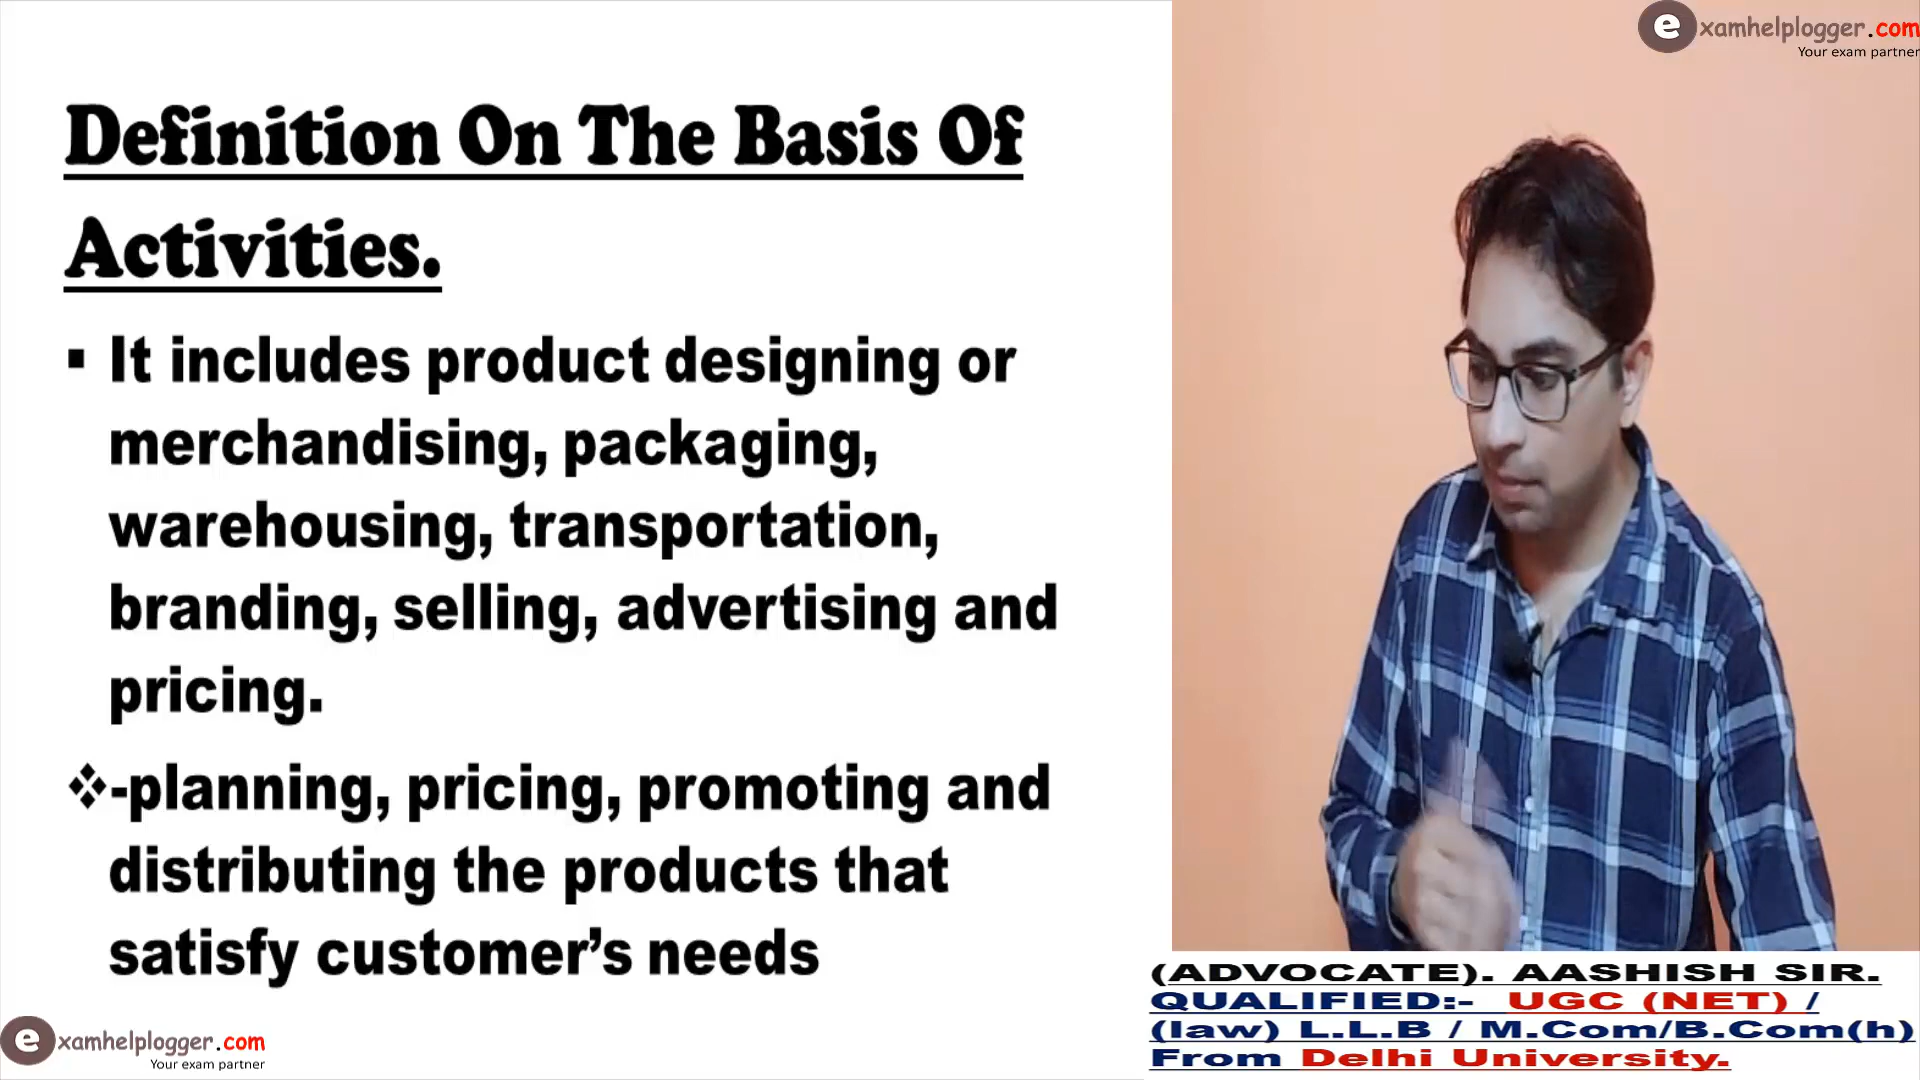 Definition On The Basis Of
Activities.
▪ It includes product designing or
merchandising, packaging,
warehousing, transportation,
branding, selling, advertising and
pricing.
❖-planning, pricing, promoting and
distributing the products that
satisfy customer’s needs
examhelplogger.com
Your exam partner
examhelplogger.com
Your exam partner
(ADVOCATE). AASHISH SIR.
QUALIFIED:- UGC (NET) /
(law) L.L.B / M.Com/B.Com(h)
From Delhi University.